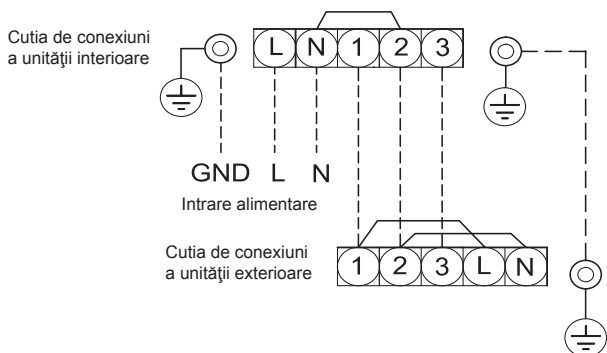 Cutia de conexiuni
a unităţii interioare
L N 1 2 3
GND L N
Intrare alimentare
Cutia de conexiuni
a unităţii exterioare
1 2 3 L N